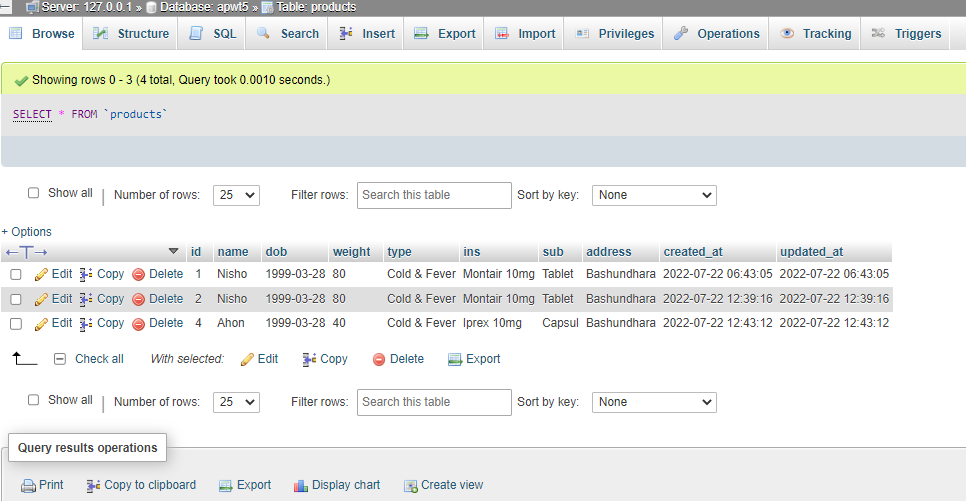 Server: 127.0.0.1 » Database: apwt5 » Table: products
Browse Structure SQL Search Insert Export Import Privileges Operations Tracking Triggers
Showing rows 0 - 3 (4 total, Query took 0.0010 seconds.)
SELECT * FROM `products`
Show all | Number of rows: 25 Filter rows: Search this table Sort by key: None
+ Options
←T→ id name dob weight type ins sub address created_at updated_at
Edit Copy Delete 1 Nisho 1999-03-28 80 Cold & Fever Montair 10mg Tablet Bashundhara 2022-07-22 06:43:05 2022-07-22 06:43:05
Edit Copy Delete 2 Nisho 1999-03-28 80 Cold & Fever Montair 10mg Tablet Bashundhara 2022-07-22 12:39:16 2022-07-22 12:39:16
Edit Copy Delete 4 Ahon 1999-03-28 40 Cold & Fever Iprex 10mg Capsul Bashundhara 2022-07-22 12:43:12 2022-07-22 12:43:12
Check all With selected: Edit Copy Delete Export
Show all | Number of rows: 25 Filter rows: Search this table Sort by key: None
Query results operations
Print Copy to clipboard Export Display chart Create view